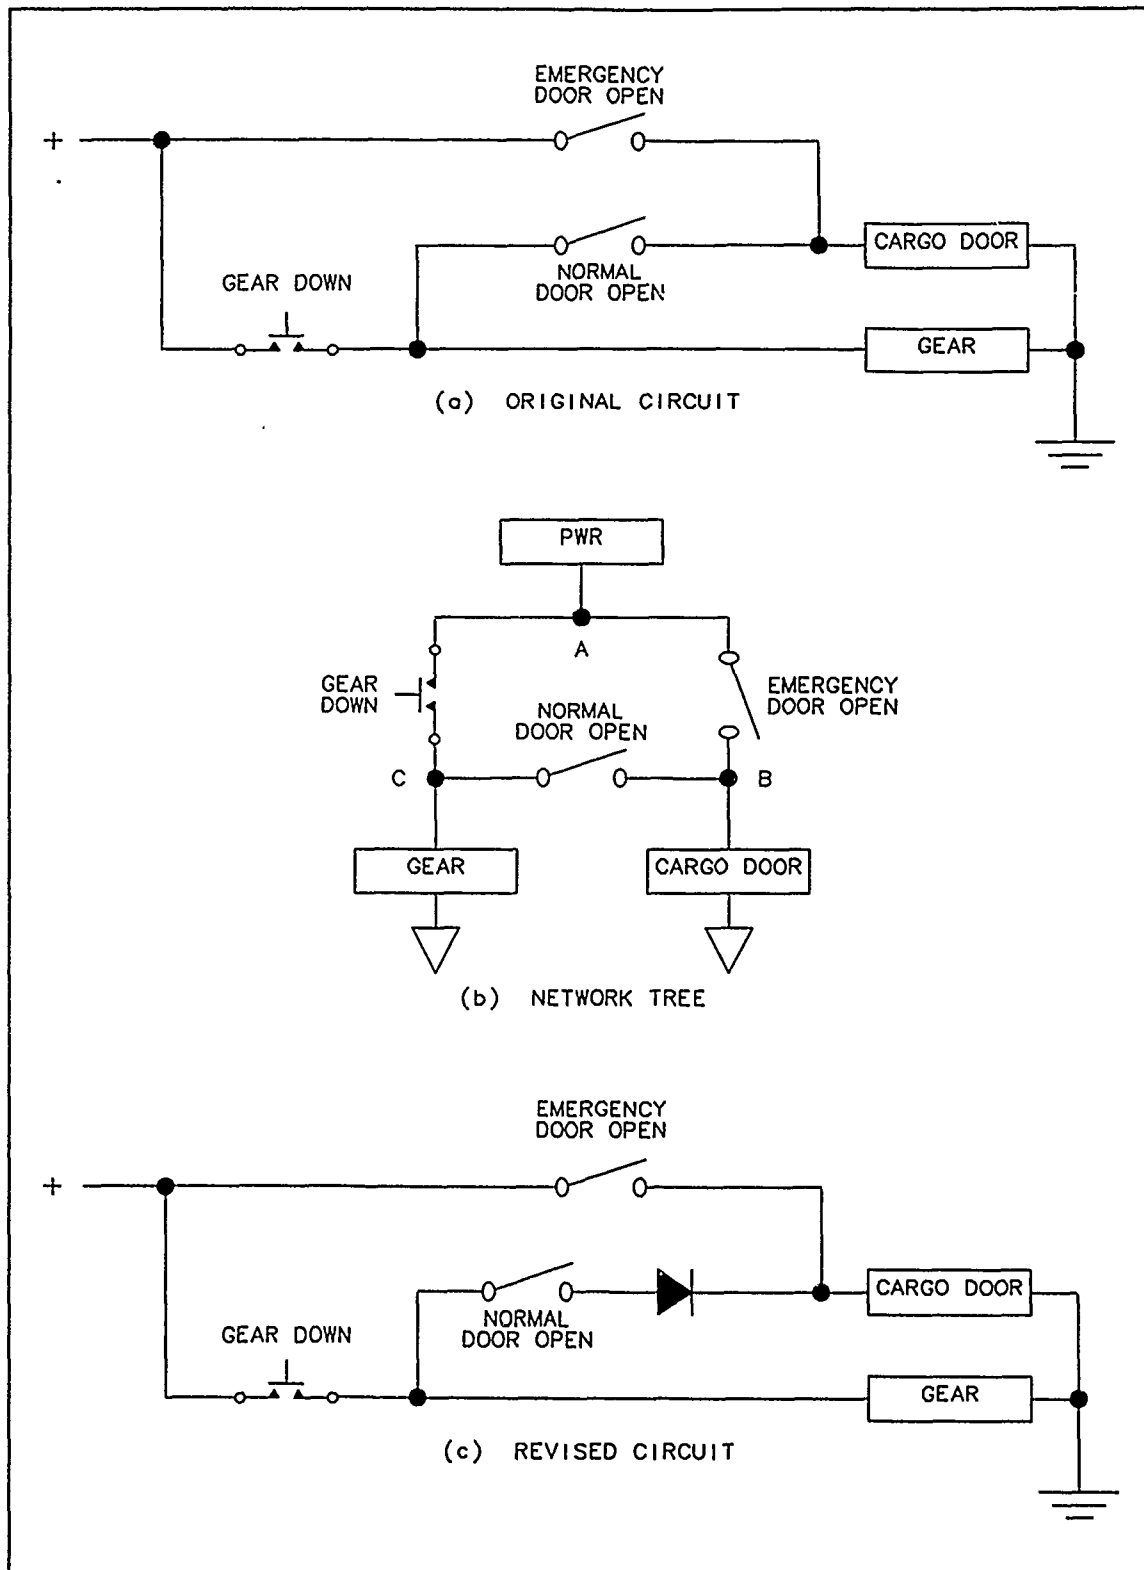 EMERGENCY
DOOR OPEN
+
CARGO DOOR
NORMAL
DOOR OPEN
GEAR DOWN
GEAR
(a) ORIGINAL CIRCUIT
PWR
A
GEAR
DOWN
EMERGENCY
DOOR OPEN
NORMAL
DOOR OPEN
C
B
GEAR
CARGO DOOR
(b) NETWORK TREE
EMERGENCY
DOOR OPEN
+
CARGO DOOR
NORMAL
DOOR OPEN
GEAR DOWN
GEAR
(c) REVISED CIRCUIT